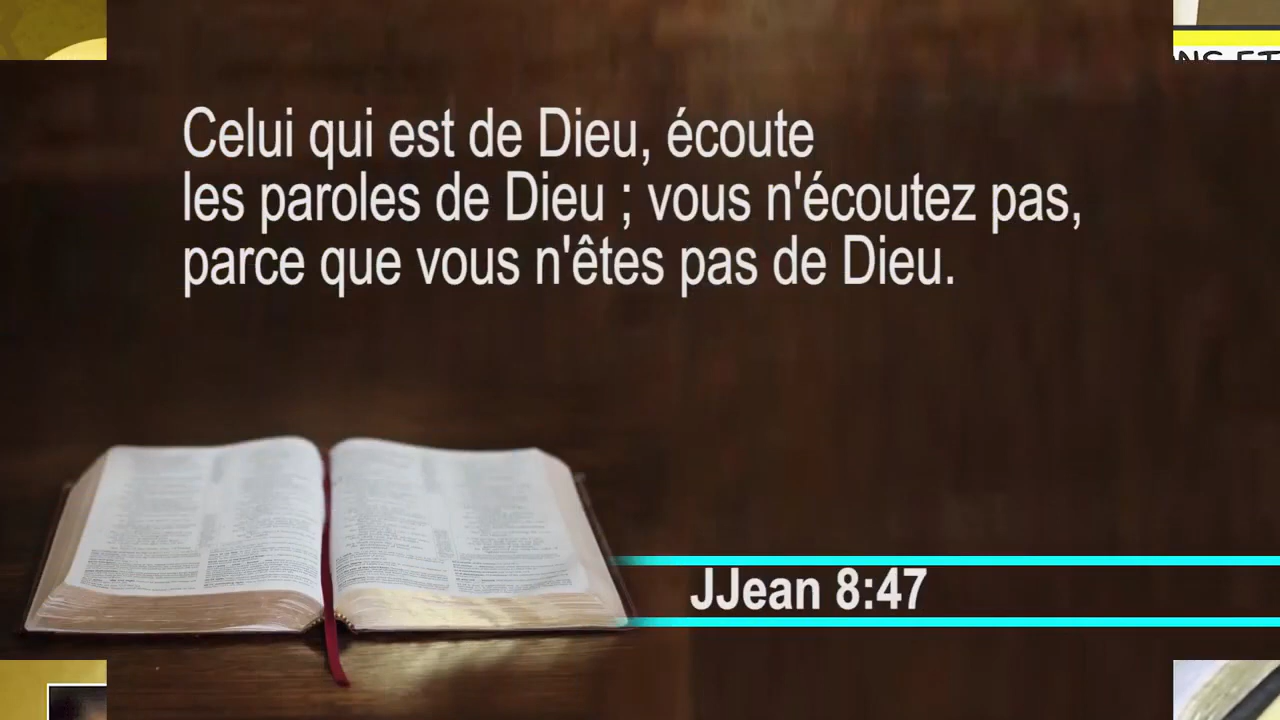 Celui qui est de Dieu, écoute
les paroles de Dieu ; vous n'écoutez pas,
parce que vous n'êtes pas de Dieu.
JJean 8:47